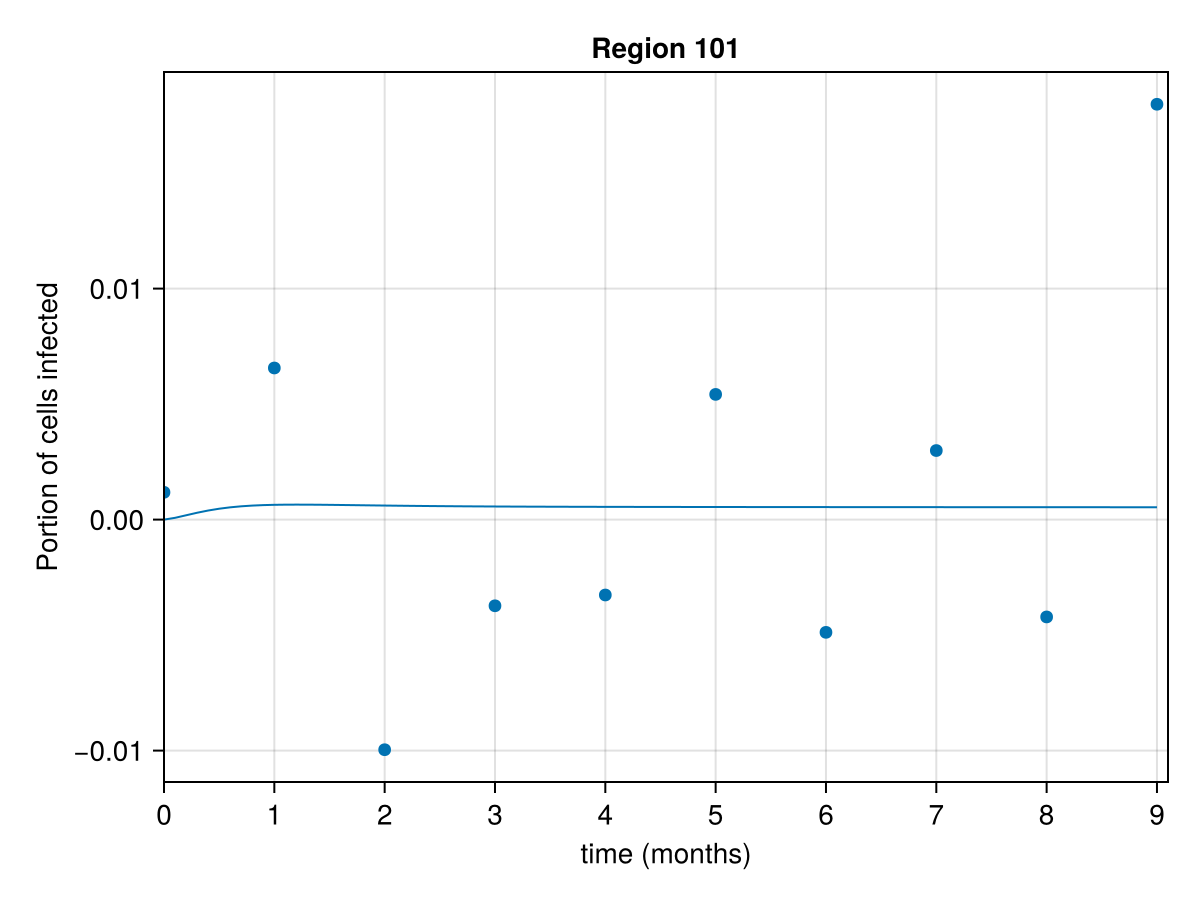 Region 101
Portion of cells infected
0.01
0.00
−0.01
0 1 2 3 4 5 6 7 8 9
time (months)